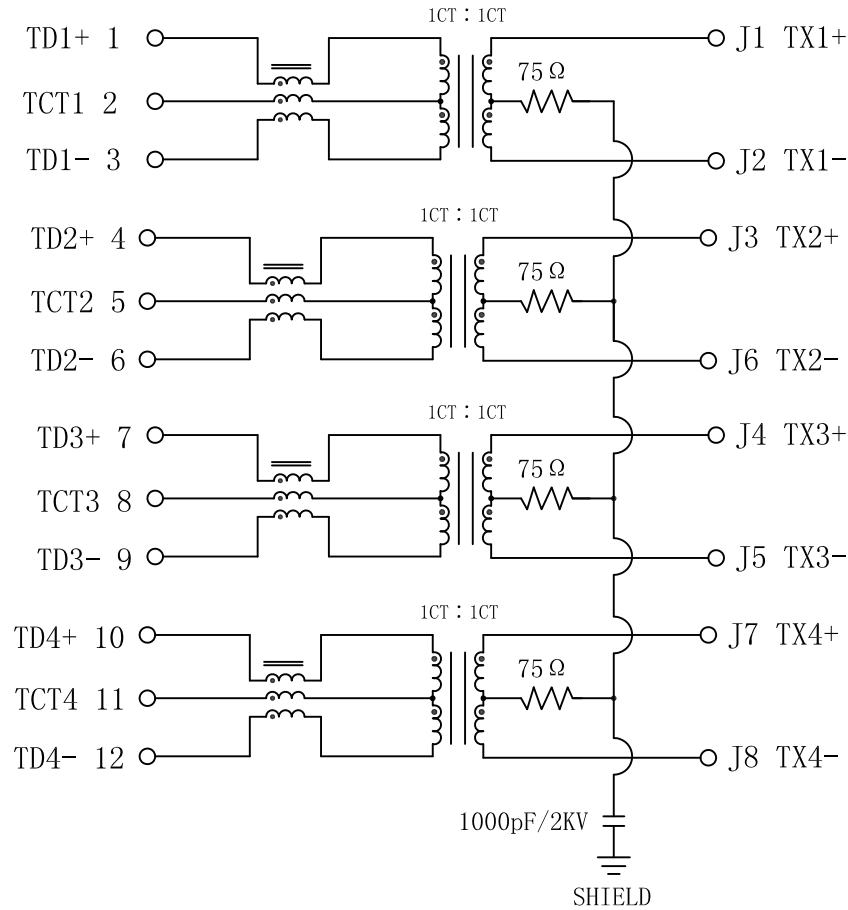 1CT : 1CT
TD1+ 1
J1 TX1+
75Ω
TCT1 2
TD1- 3
J2 TX1-
1CT : 1CT
TD2+ 4
J3 TX2+
75Ω
TCT2 5
TD2- 6
J6 TX2-
1CT : 1CT
TD3+ 7
J4 TX3+
75Ω
TCT3 8
TD3- 9
J5 TX3-
1CT : 1CT
TD4+ 10
J7 TX4+
75Ω
TCT4 11
TD4- 12
J8 TX4-
1000pF/2KV
SHIELD